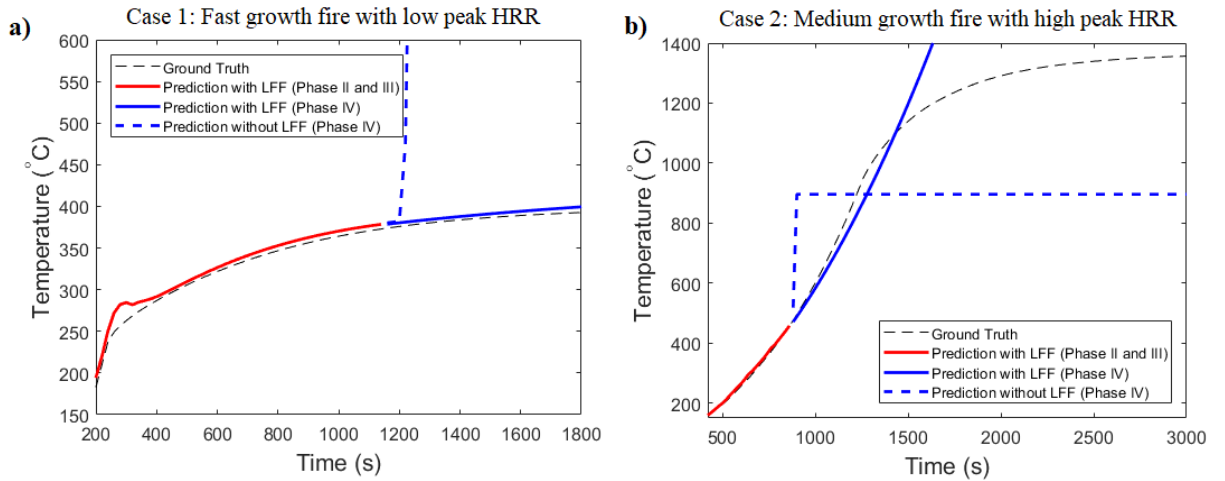 Case 1: Fast growth fire with low peak HRR
a)
600
550
500
450
400
350
300
250
200
150
Temperature (°C)
Ground Truth
Prediction with LFF (Phase II and III)
Prediction with LFF (Phase IV)
Prediction without LFF (Phase IV)
200 400 600 800 1000 1200 1400 1600 1800
Time (s)
Case 2: Medium growth fire with high peak HRR
b)
1400
1200
1000
800
600
400
200
Temperature (°C)
Ground Truth
Prediction with LFF (Phase II and III)
Prediction with LFF (Phase IV)
Prediction without LFF (Phase IV)
1000 1500 2000 2500 3000
Time (s)